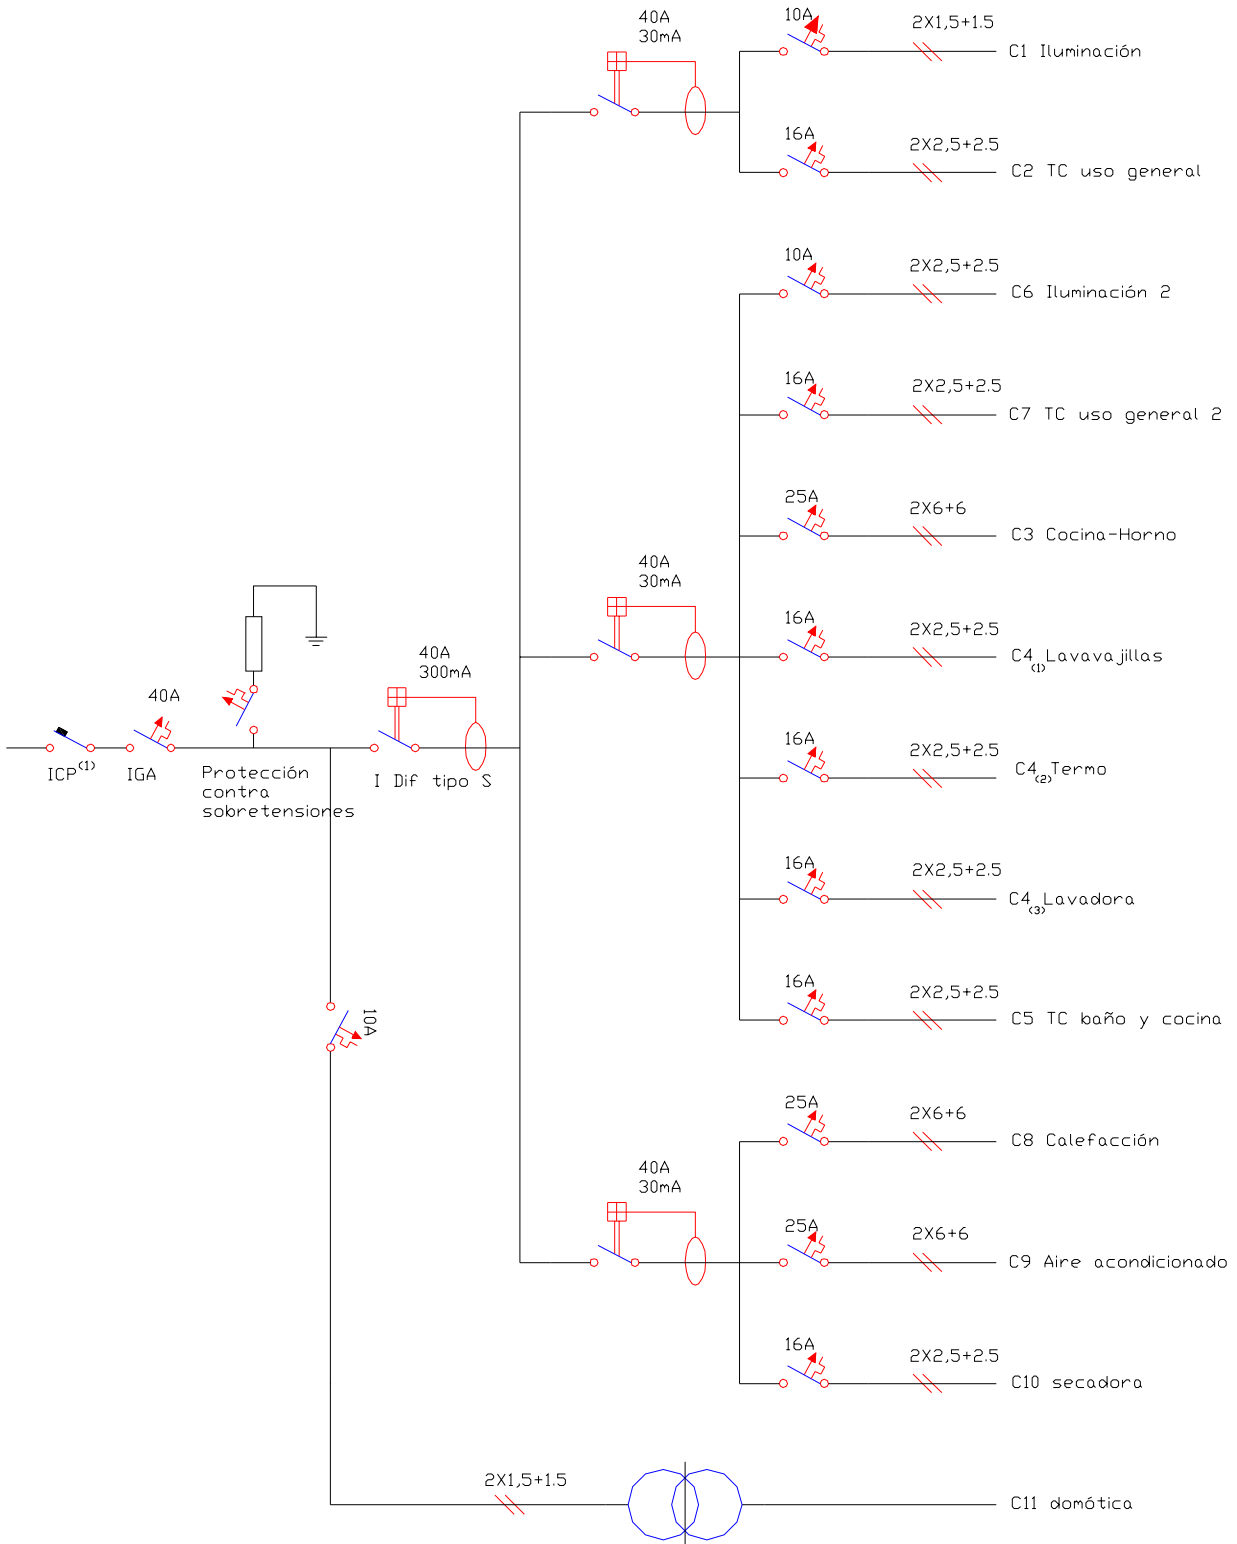 40A
30mA
10A
2X1,5+1.5
C1 Iluminación
16A
2X2,5+2.5
C2 TC uso general
10A
2X2,5+2.5
C6 Iluminación 2
16A
2X2,5+2.5
C7 TC uso general 2
25A
2X6+6
C3 Cocina-Horno
40A
30mA
16A
2X2,5+2.5
C4(1)Lavavajillas
40A
300mA
40A
ICP(1)
IGA
Protección
contra
sobretensiones
I Dif tipo S
16A
2X2,5+2.5
C4(2)Termo
16A
2X2,5+2.5
C4(3)Lavadora
16A
2X2,5+2.5
C5 TC baño y cocina
10A
25A
2X6+6
C8 Calefacción
40A
30mA
25A
2X6+6
C9 Aire acondicionado
16A
2X2,5+2.5
C10 secadora
2X1,5+1.5
C11 domótica